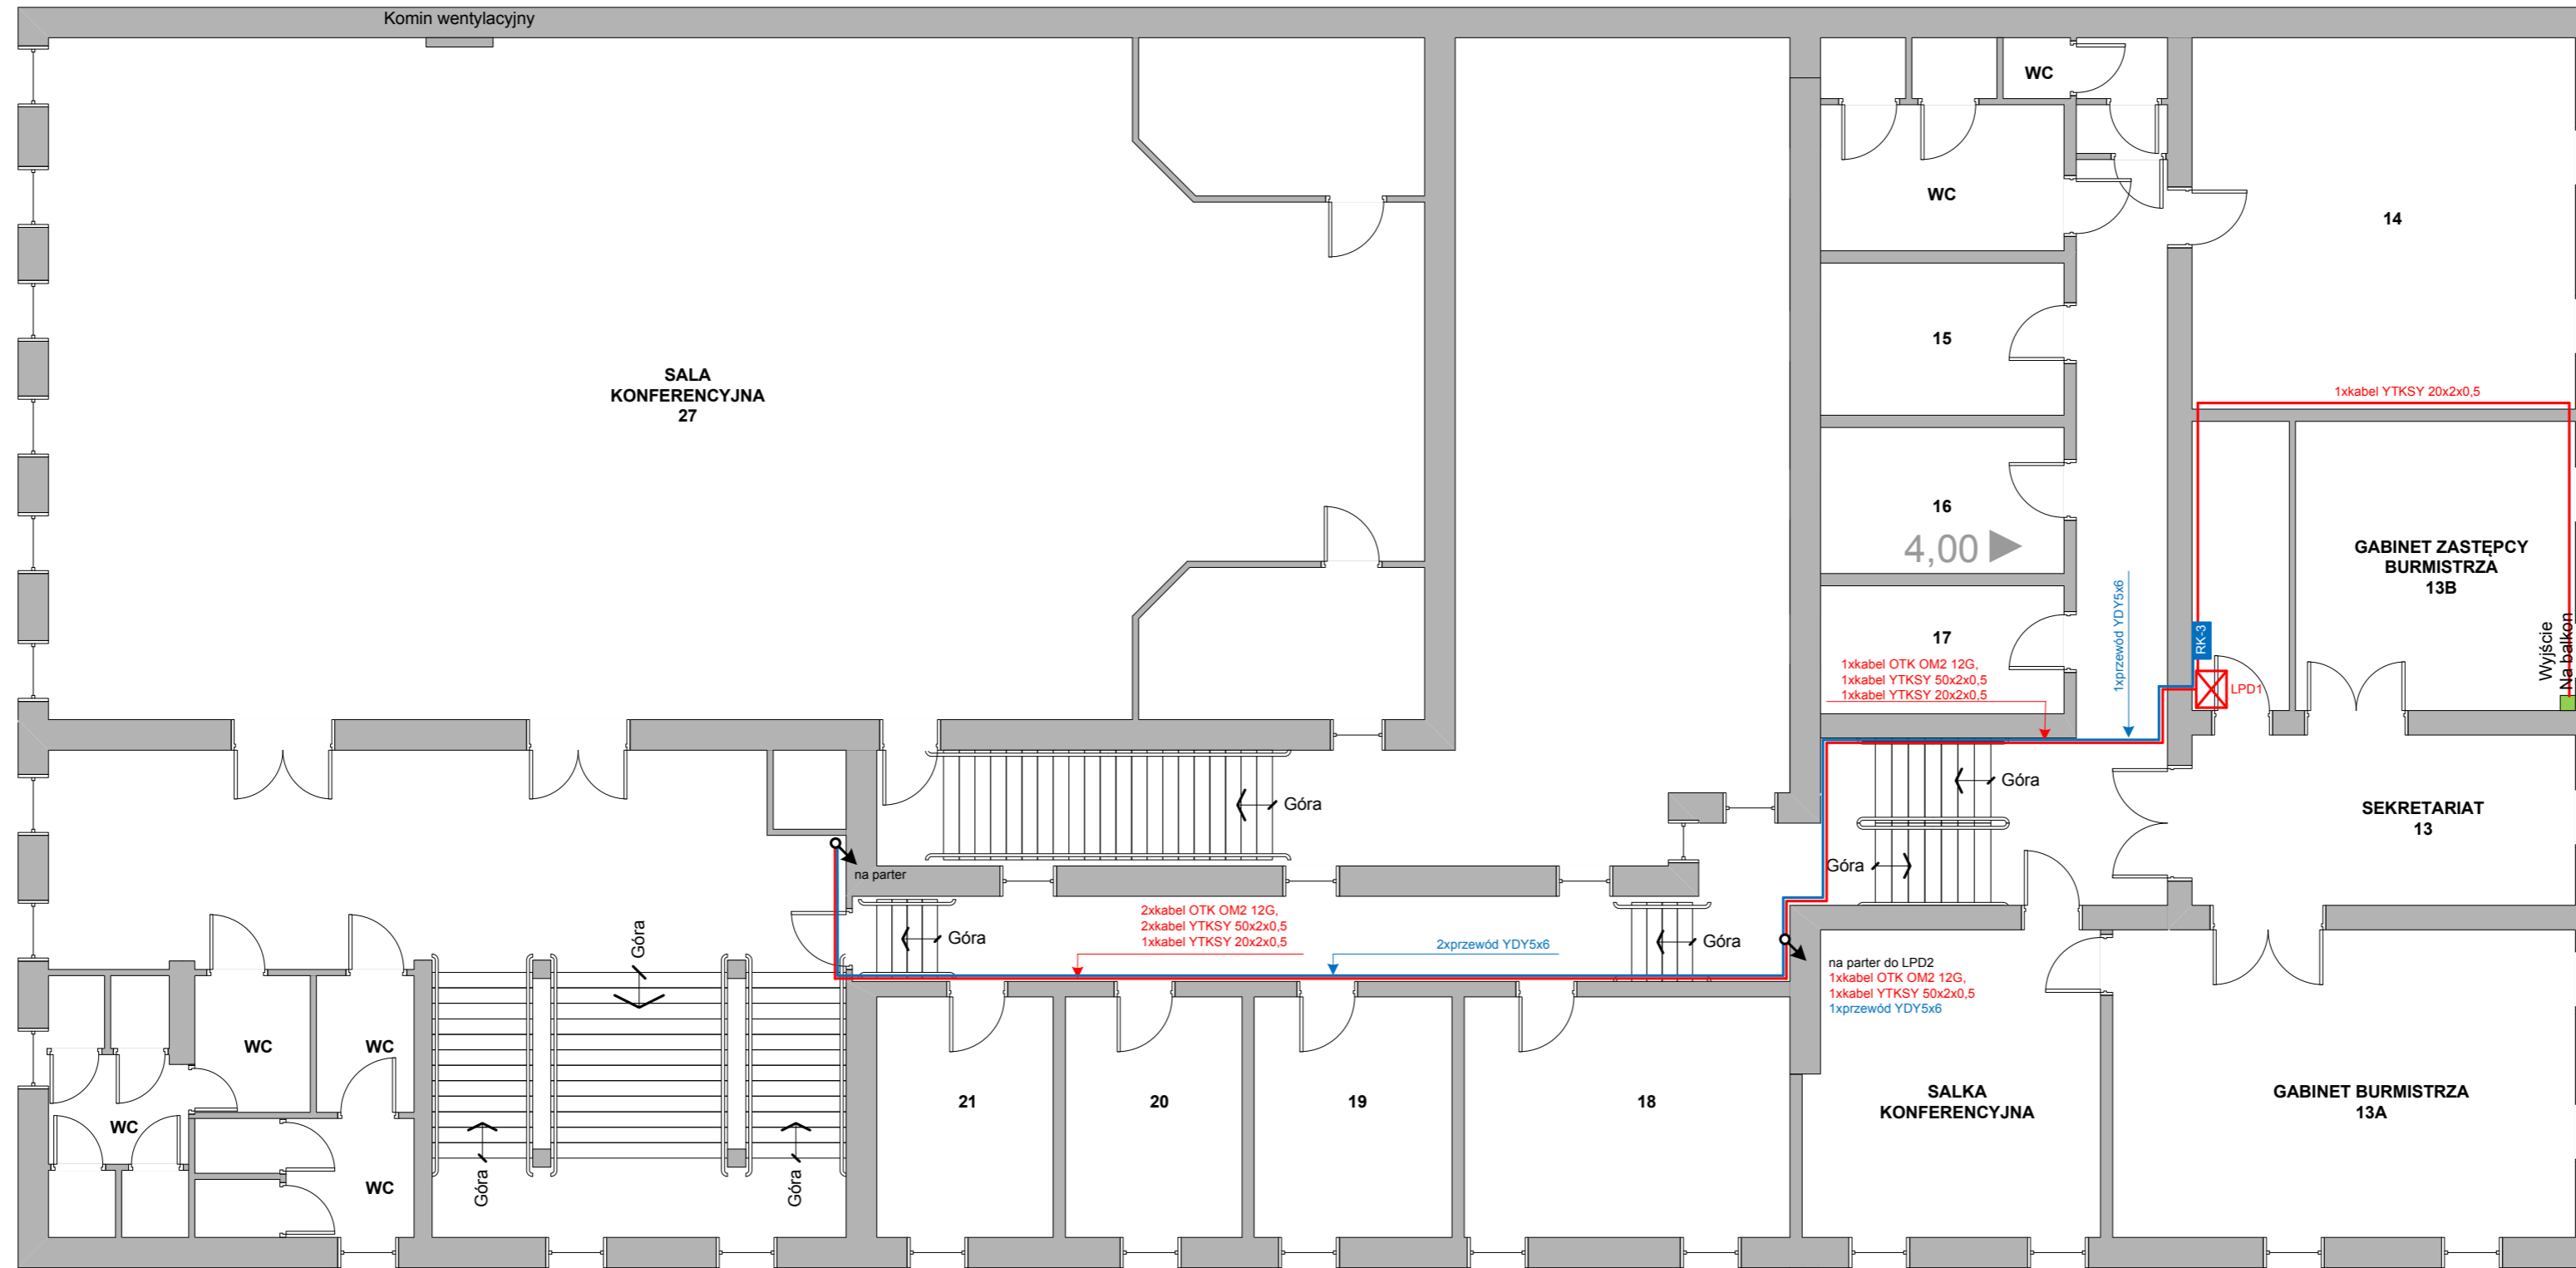 Komin wentylacyjny
WC
WC
14
15
SALA
KONFERENCYJNA
27
1xkabel YTKSY 20x2x0,5
16
4,00
GABINET ZASTĘPCY
BURMISTRZA
13B
1xprzewód YDY5x6
17
1xkabel OTK OM2 12G,
1xkabel YTKSY 50x2x0,5
1xkabel YTKSY 20x2x0,5
RK-3
LPD1
Wyjście
Na balkon
Góra
Góra
SEKRETARIAT
13
Góra
na parter
2xkabel OTK OM2 12G,
2xkabel YTKSY 50x2x0,5
1xkabel YTKSY 20x2x0,5
2xprzewód YDY5x6
Góra
Góra
Góra
na parter do LPD2
1xkabel OTK OM2 12G,
1xkabel YTKSY 50x2x0,5
1xprzewód YDY5x6
WC
WC
WC
WC
Góra
Góra
21
20
19
18
SALKA
KONFERENCYJNA
GABINET BURMISTRZA
13A